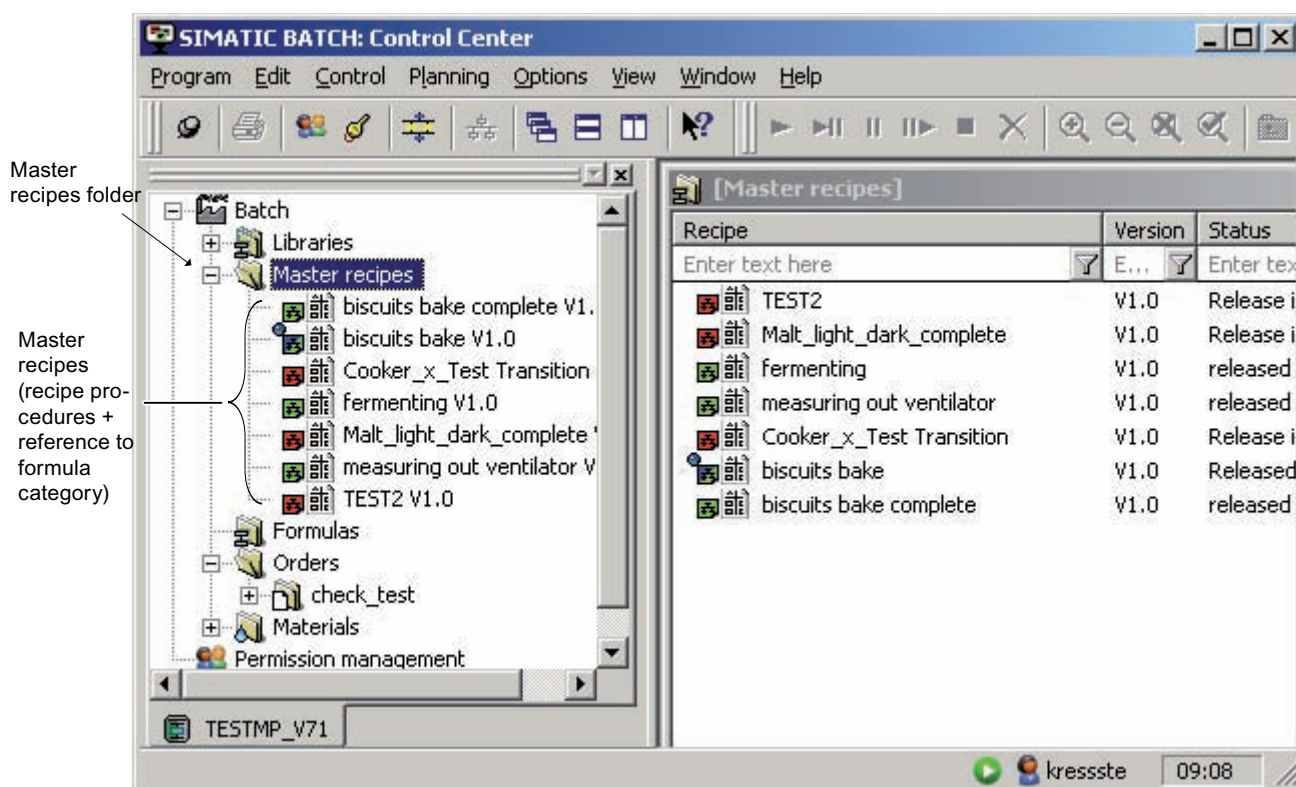 SIMATIC BATCH: Control Center
Program Edit Control Planning Options View Window Help
Master
recipes folder
Master
recipes
(recipe pro-
cedures +
reference to
formula
category)
Batch
Libraries
Master recipes
biscuits bake complete V1.
biscuits bake V1.0
Cooker_x_Test Transition
fermenting V1.0
Malt_light_dark_complete
measuring out ventilator V
TEST2 V1.0
Formulas
Orders
check_test
Materials
Permission management
TESTMP_V71
[Master recipes]
Recipe Version Status
Enter text here E... Enter tex
TEST2 V1.0 Release i
Malt_light_dark_complete V1.0 Release i
fermenting V1.0 released
measuring out ventilator V1.0 released
Cooker_x_Test Transition V1.0 Release i
biscuits bake V1.0 Released
biscuits bake complete V1.0 released
kressste 09:08